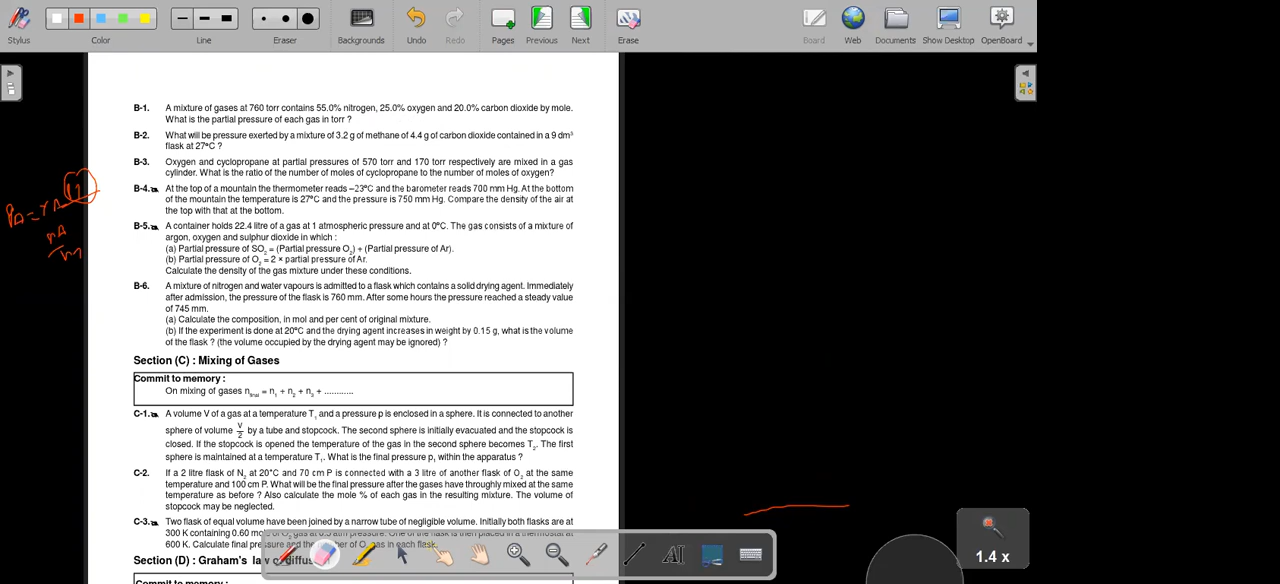 Stylus Color Line Eraser Backgrounds Undo Redo Pages Previous Next Erase Board Web Documents Show Desktop OpenBoard
B-1. A mixture of gases at 760 torr contains 55.0% nitrogen, 25.0% oxygen and 20.0% carbon dioxide by mole.
What is the partial pressure of each gas in torr ?
B-2. What will be pressure exerted by a mixture of 3.2 g of methane of 4.4 g of carbon dioxide contained in a 9 dm³
flask at 27ºC ?
B-3. Oxygen and cyclopropane at partial pressures of 570 torr and 170 torr respectively are mixed in a gas
cylinder. What is the ratio of the number of moles of cyclopropane to the number of moles of oxygen?
B-4. At the top of a mountain the thermometer reads –23ºC and the barometer reads 700 mm Hg. At the bottom
of the mountain the temperature is 27ºC and the pressure is 750 mm Hg. Compare the density of the air at
the top with that at the bottom.
B-5. A container holds 22.4 litre of a gas at 1 atmospheric pressure and at 0ºC. The gas consists of a mixture of
argon, oxygen and sulphur dioxide in which :
(a) Partial pressure of SO₂ = (Partial pressure O₂) + (Partial pressure of Ar).
(b) Partial pressure of O₂ = 2 × partial pressure of Ar.
Calculate the density of the gas mixture under these conditions.
B-6. A mixture of nitrogen and water vapours is admitted to a flask which contains a solid drying agent. Immediately
after admission, the pressure of the flask is 760 mm. After some hours the pressure reached a steady value
of 745 mm.
(a) Calculate the composition, in mol and per cent of original mixture.
(b) If the experiment is done at 20ºC and the drying agent increases in weight by 0.15 g, what is the volume
of the flask ? (the volume occupied by the drying agent may be ignored) ?
Section (C) : Mixing of Gases
Commit to memory :
On mixing of gases n_final = n₁ + n₂ + n₃ + ............
C-1. A volume V of a gas at a temperature T₁ and a pressure p is enclosed in a sphere. It is connected to another
sphere of volume V/2 by a tube and stopcock. The second sphere is initially evacuated and the stopcock is
closed. If the stopcock is opened the temperature of the gas in the second sphere becomes T₂. The first
sphere is maintained at a temperature T₁. What is the final pressure p₁ within the apparatus ?
C-2. If a 2 litre flask of N₂ at 20°C and 70 cm P is connected with a 3 litre of another flask of O₂ at the same
temperature and 100 cm P. What will be the final pressure after the gases have throughly mixed at the same
temperature as before ? Also calculate the mole % of each gas in the resulting mixture. The volume of
stopcock may be neglected.
C-3. Two flask of equal volume have been joined by a narrow tube of negligible volume. Initially both flasks are at
300 K containing 0.60 mo
600 K. Calculate final pressure and the
Section (D) : Graham's
Commit to memory :
1.4 x